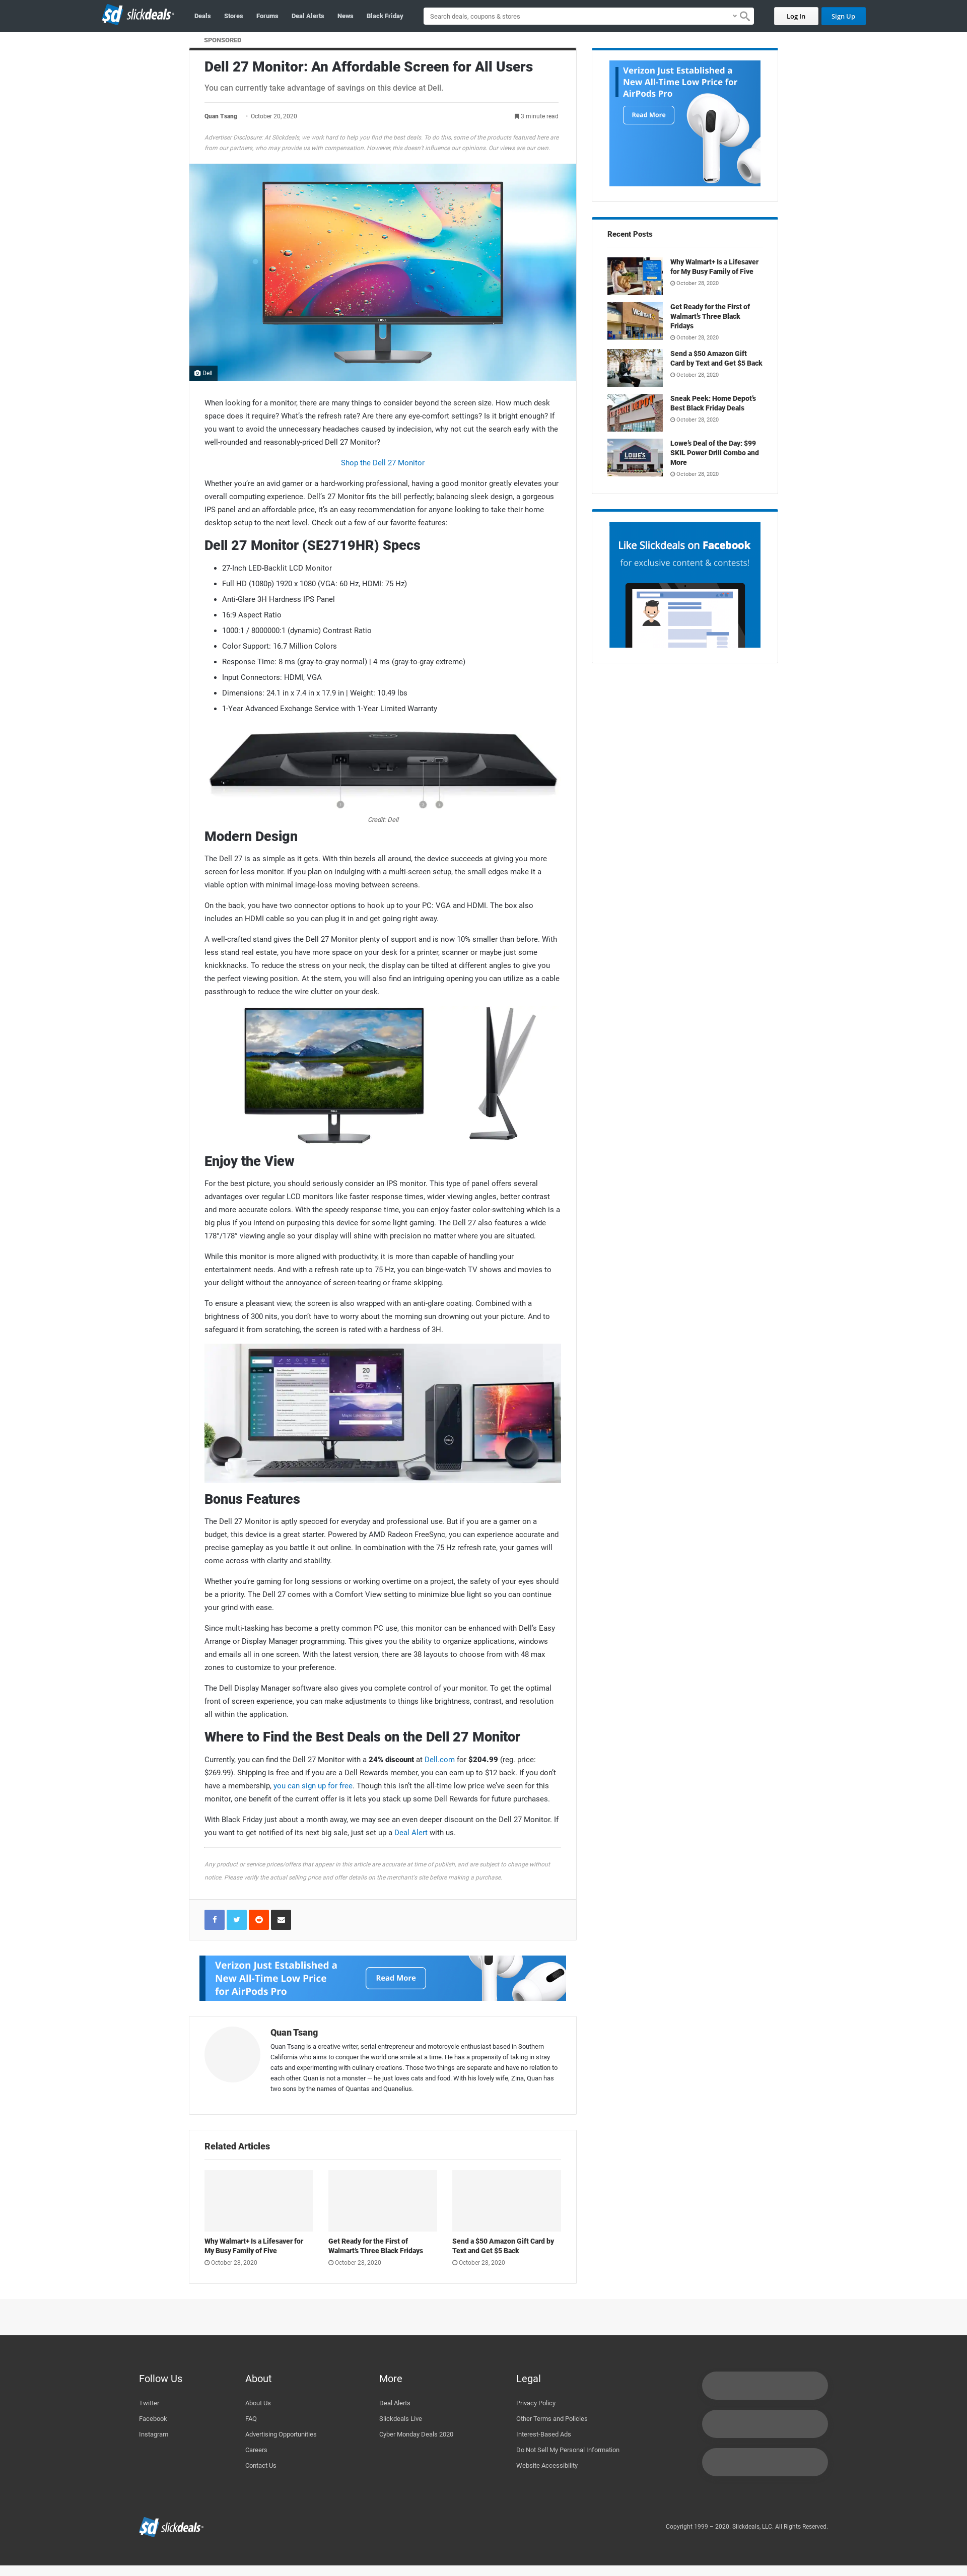 sd slickdeals
Deals
Stores
Forums
Deal Alerts
News
Black Friday
Search deals, coupons & stores
Log In
Sign Up
SPONSORED
Dell 27 Monitor: An Affordable Screen for All Users
You can currently take advantage of savings on this device at Dell.
Quan Tsang · October 20, 2020
3 minute read
Advertiser Disclosure: At Slickdeals, we work hard to help you find the best deals. To do this, some of the products featured here are
from our partners, who may provide us with compensation. However, this doesn't influence our opinions. Our views are our own.
DELL
Dell
When looking for a monitor, there are many things to consider beyond the screen size. How much desk
space does it require? What's the refresh rate? Are there any eye-comfort settings? Is it bright enough? If
you want to avoid the unnecessary headaches caused by indecision, why not cut the search early with the
well-rounded and reasonably-priced Dell 27 Monitor?
Shop the Dell 27 Monitor
Whether you're an avid gamer or a hard-working professional, having a good monitor greatly elevates your
overall computing experience. Dell's 27 Monitor fits the bill perfectly; balancing sleek design, a gorgeous
IPS panel and an affordable price, it's an easy recommendation for anyone looking to take their home
desktop setup to the next level. Check out a few of our favorite features:
Dell 27 Monitor (SE2719HR) Specs
27-Inch LED-Backlit LCD Monitor
Full HD (1080p) 1920 x 1080 (VGA: 60 Hz, HDMI: 75 Hz)
Anti-Glare 3H Hardness IPS Panel
16:9 Aspect Ratio
1000:1 / 8000000:1 (dynamic) Contrast Ratio
Color Support: 16.7 Million Colors
Response Time: 8 ms (gray-to-gray normal) | 4 ms (gray-to-gray extreme)
Input Connectors: HDMI, VGA
Dimensions: 24.1 in x 7.4 in x 17.9 in | Weight: 10.49 lbs
1-Year Advanced Exchange Service with 1-Year Limited Warranty
Credit: Dell
Modern Design
The Dell 27 is as simple as it gets. With thin bezels all around, the device succeeds at giving you more
screen for less monitor. If you plan on indulging with a multi-screen setup, the small edges make it a
viable option with minimal image-loss moving between screens.
On the back, you have two connector options to hook up to your PC: VGA and HDMI. The box also
includes an HDMI cable so you can plug it in and get going right away.
A well-crafted stand gives the Dell 27 Monitor plenty of support and is now 10% smaller than before. With
less stand real estate, you have more space on your desk for a printer, scanner or maybe just some
knickknacks. To reduce the stress on your neck, the display can be tilted at different angles to give you
the perfect viewing position. At the stem, you will also find an intriguing opening you can utilize as a cable
passthrough to reduce the wire clutter on your desk.
Enjoy the View
For the best picture, you should seriously consider an IPS monitor. This type of panel offers several
advantages over regular LCD monitors like faster response times, wider viewing angles, better contrast
and more accurate colors. With the speedy response time, you can enjoy faster color-switching which is a
big plus if you intend on purposing this device for some light gaming. The Dell 27 also features a wide
178°/178° viewing angle so your display will shine with precision no matter where you are situated.
While this monitor is more aligned with productivity, it is more than capable of handling your
entertainment needs. And with a refresh rate up to 75 Hz, you can binge-watch TV shows and movies to
your delight without the annoyance of screen-tearing or frame skipping.
To ensure a pleasant view, the screen is also wrapped with an anti-glare coating. Combined with a
brightness of 300 nits, you don't have to worry about the morning sun drowning out your picture. And to
safeguard it from scratching, the screen is rated with a hardness of 3H.
20
Bonus Features
The Dell 27 Monitor is aptly specced for everyday and professional use. But if you are a gamer on a
budget, this device is a great starter. Powered by AMD Radeon FreeSync, you can experience accurate and
precise gameplay as you battle it out online. In combination with the 75 Hz refresh rate, your games will
come across with clarity and stability.
Whether you're gaming for long sessions or working overtime on a project, the safety of your eyes should
be a priority. The Dell 27 comes with a Comfort View setting to minimize blue light so you can continue
your grind with ease.
Since multi-tasking has become a pretty common PC use, this monitor can be enhanced with Dell's Easy
Arrange or Display Manager programming. This gives you the ability to organize applications, windows
and emails all in one screen. With the latest version, there are 38 layouts to choose from with 48 max
zones to customize to your preference.
The Dell Display Manager software also gives you complete control of your monitor. To get the optimal
front of screen experience, you can make adjustments to things like brightness, contrast, and resolution
all within the application.
Where to Find the Best Deals on the Dell 27 Monitor
Currently, you can find the Dell 27 Monitor with a 24% discount at Dell.com for $204.99 (reg. price:
$269.99). Shipping is free and if you are a Dell Rewards member, you can earn up to $12 back. If you don't
have a membership, you can sign up for free. Though this isn't the all-time low price we've seen for this
monitor, one benefit of the current offer is it lets you stack up some Dell Rewards for future purchases.
With Black Friday just about a month away, we may see an even deeper discount on the Dell 27 Monitor. If
you want to get notified of its next big sale, just set up a Deal Alert with us.
Any product or service prices/offers that appear in this article are accurate at time of publish, and are subject to change without
notice. Please verify the actual selling price and offer details on the merchant's site before making a purchase.
Verizon Just Established a
New All-Time Low Price
for AirPods Pro
Read More
Quan Tsang
Quan Tsang is a creative writer, serial entrepreneur and motorcycle enthusiast based in Southern
California who aims to conquer the world one smile at a time. He has a propensity of taking in stray
cats and experimenting with culinary creations. Those two things are separate and have no relation to
each other. Quan is not a monster — he just loves cats and food. With his lovely wife, Zina, Quan has
two sons by the names of Quantas and Quanelius.
Related Articles
Why Walmart+ Is a Lifesaver for
My Busy Family of Five
October 28, 2020
Get Ready for the First of
Walmart's Three Black Fridays
October 28, 2020
Send a $50 Amazon Gift Card by
Text and Get $5 Back
October 28, 2020
Verizon Just Established a
New All-Time Low Price for
AirPods Pro
Read More
Recent Posts
Why Walmart+ Is a Lifesaver
for My Busy Family of Five
October 28, 2020
Walmart
Get Ready for the First of
Walmart's Three Black
Fridays
October 28, 2020
Send a $50 Amazon Gift
Card by Text and Get $5 Back
October 28, 2020
THE HOME DEPOT
Sneak Peek: Home Depot's
Best Black Friday Deals
October 28, 2020
LOWE'S
Lowe's Deal of the Day: $99
SKIL Power Drill Combo and
More
October 28, 2020
Like Slickdeals on Facebook
for exclusive content & contests!
Follow Us
Twitter
Facebook
Instagram
About
About Us
FAQ
Advertising Opportunities
Careers
Contact Us
More
Deal Alerts
Slickdeals Live
Cyber Monday Deals 2020
Legal
Privacy Policy
Other Terms and Policies
Interest-Based Ads
Do Not Sell My Personal Information
Website Accessibility
sd slickdeals
Copyright 1999 – 2020. Slickdeals, LLC. All Rights Reserved.